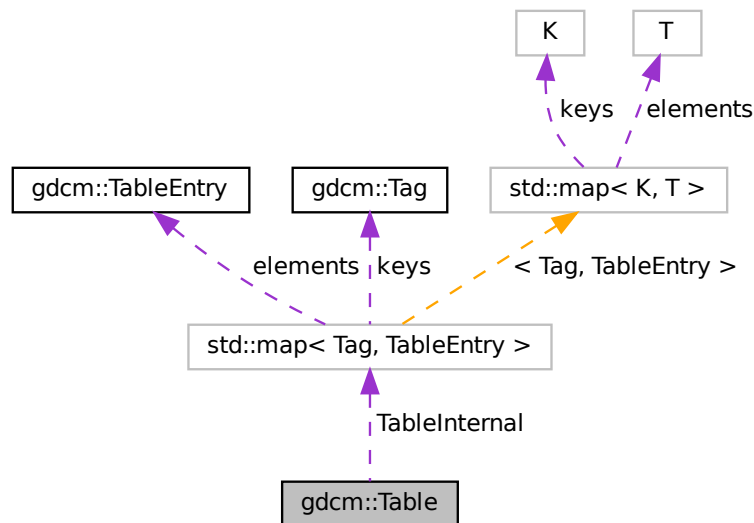 K
T
keys
elements
gdcm::TableEntry
gdcm::Tag
std::map< K, T >
elements
keys
< Tag, TableEntry >
std::map< Tag, TableEntry >
TableInternal
gdcm::Table